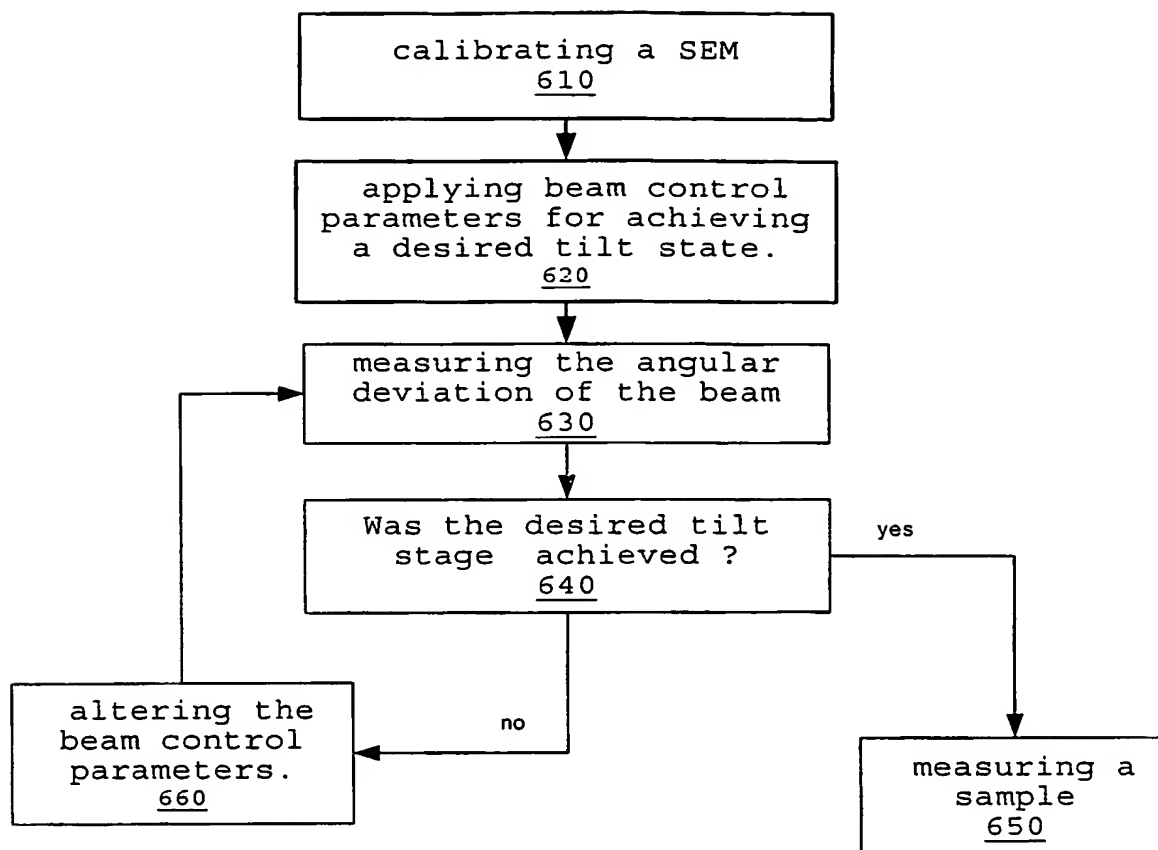 calibrating a SEM
610
applying beam control
parameters for achieving
a desired tilt state.
620
measuring the angular
deviation of the beam
630
Was the desired tilt
stage achieved ?
640
yes
no
altering the
beam control
parameters.
660
measuring a
sample
650